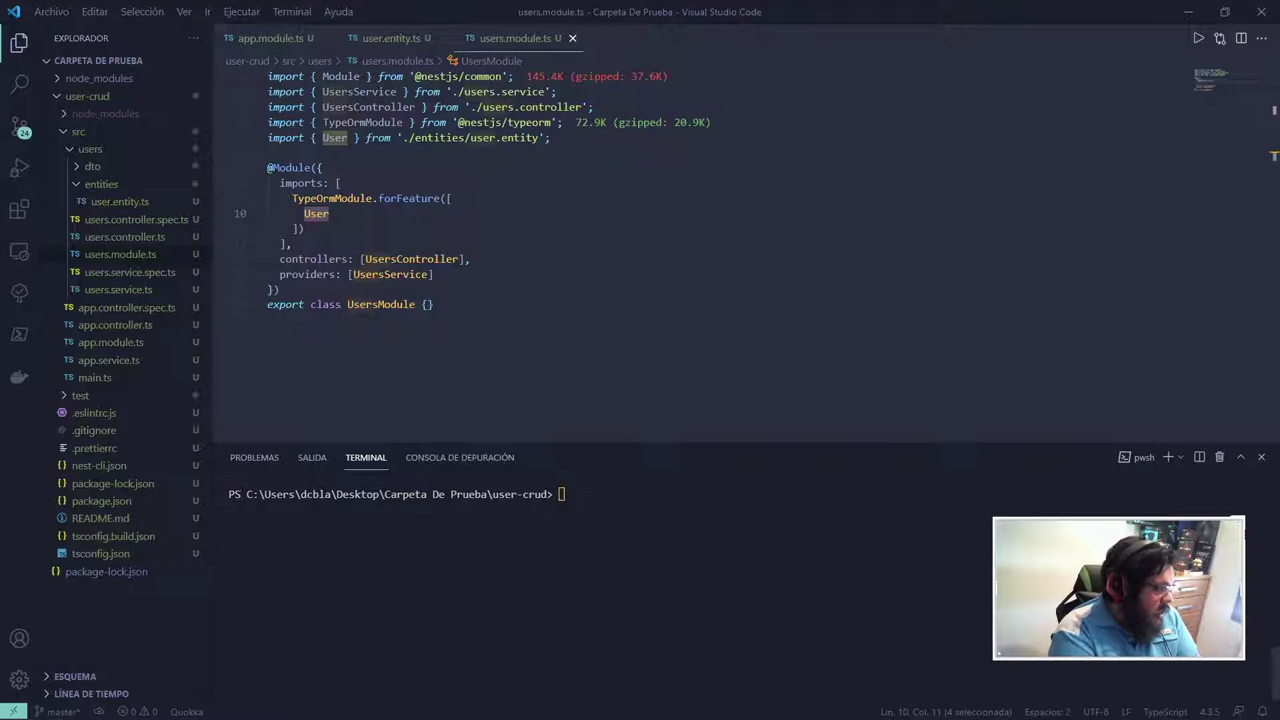 Archivo Editar Selección Ver Ir Ejecutar Terminal Ayuda
users.module.ts - Carpeta De Prueba - Visual Studio Code
EXPLORADOR
CARPETA DE PRUEBA
node_modules
user-crud
node_modules
src
users
dto
entities
TS user.entity.ts U
TS users.controller.spec.ts U
TS users.controller.ts U
TS users.module.ts U
TS users.service.spec.ts U
TS users.service.ts U
TS app.controller.spec.ts U
TS app.controller.ts U
TS app.module.ts U
TS app.service.ts U
TS main.ts U
test
.eslintrc.js U
.gitignore U
.prettierrc U
nest-cli.json U
package-lock.json U
package.json U
README.md U
tsconfig.build.json U
tsconfig.json U
package-lock.json
ESQUEMA
LÍNEA DE TIEMPO
24
TS app.module.ts U
TS user.entity.ts U
TS users.module.ts U
user-crud > src > users > TS users.module.ts > UsersModule
import { Module } from '@nestjs/common'; 145.4K (gzipped: 37.6K)
import { UsersService } from './users.service';
import { UsersController } from './users.controller';
import { TypeOrmModule } from '@nestjs/typeorm'; 72.9K (gzipped: 20.9K)
import { User } from './entities/user.entity';
@Module({
imports: [
TypeOrmModule.forFeature([
10 User
])
],
controllers: [UsersController],
providers: [UsersService]
})
export class UsersModule {}
PROBLEMAS SALIDA TERMINAL CONSOLA DE DEPURACIÓN
pwsh
PS C:\Users\dcbla\Desktop\Carpeta De Prueba\user-crud>
master* 0 0 Quokka
Lín. 10, Col. 11 (4 seleccionada) Espacios: 2 UTF-8 LF TypeScript 4.3.5